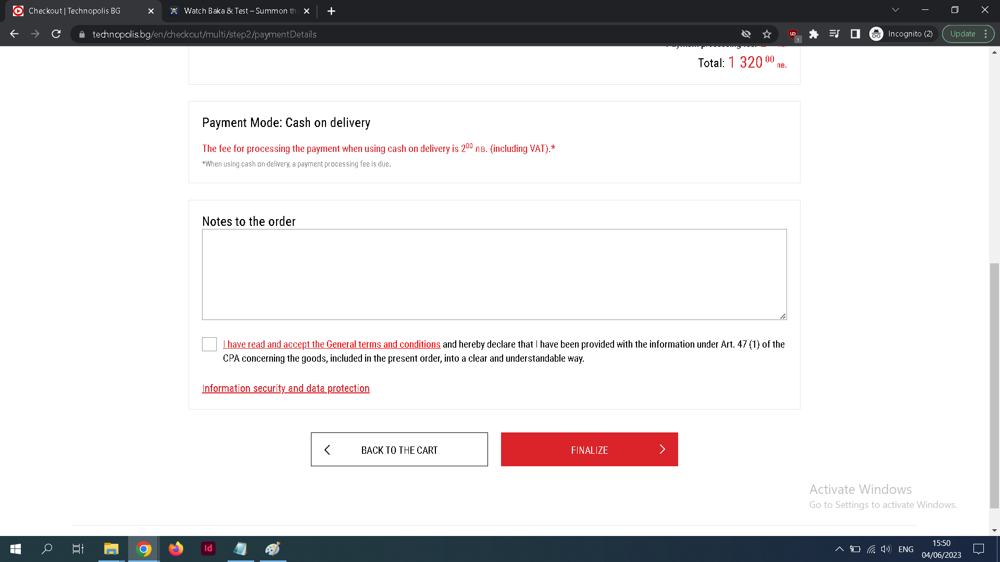 Checkout | Technopolis BG
Watch Baka & Test – Summon th
technopolis.bg/en/checkout/multi/step2/paymentDetails
1
Incognito (2)
Update
Total: 1 320 00 лв.
Payment Mode: Cash on delivery
The fee for processing the payment when using cash on delivery is 2 00 лв. (including VAT).*
*When using cash on delivery, a payment processing fee is due.
Notes to the order
I have read and accept the General terms and conditions and hereby declare that I have been provided with the information under Art. 47 (1) of the
CPA concerning the goods, included in the present order, into a clear and understandable way.
Information security and data protection
BACK TO THE CART
FINALIZE
Activate Windows
Go to Settings to activate Windows.
Id
ENG
15:50
04/06/2023